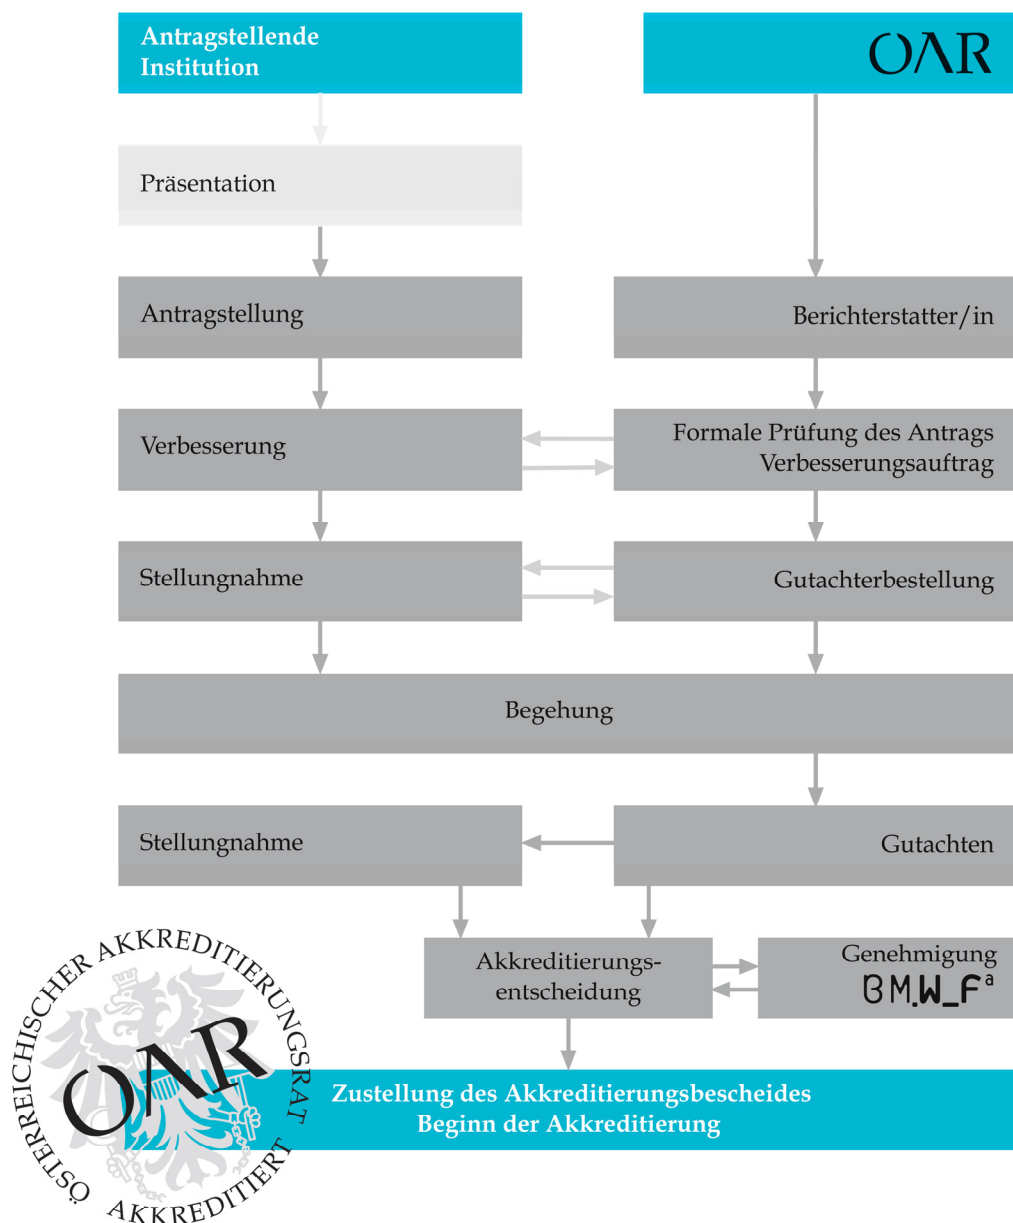 Antragstellende
Institution
OAR
Präsentation
Antragstellung
Berichterstatter/in
Verbesserung
Formale Prüfung des Antrags
Verbesserungsauftrag
Stellungnahme
Gutachterbestellung
Begehung
Stellungnahme
Gutachten
Akkreditierungs-
entscheidung
Genehmigung
BM.W_Fª
Zustellung des Akkreditierungsbescheides
Beginn der Akkreditierung
ÖSTERREICHISCHER AKKREDITIERUNGSRAT
OAR
AKKREDITIERT